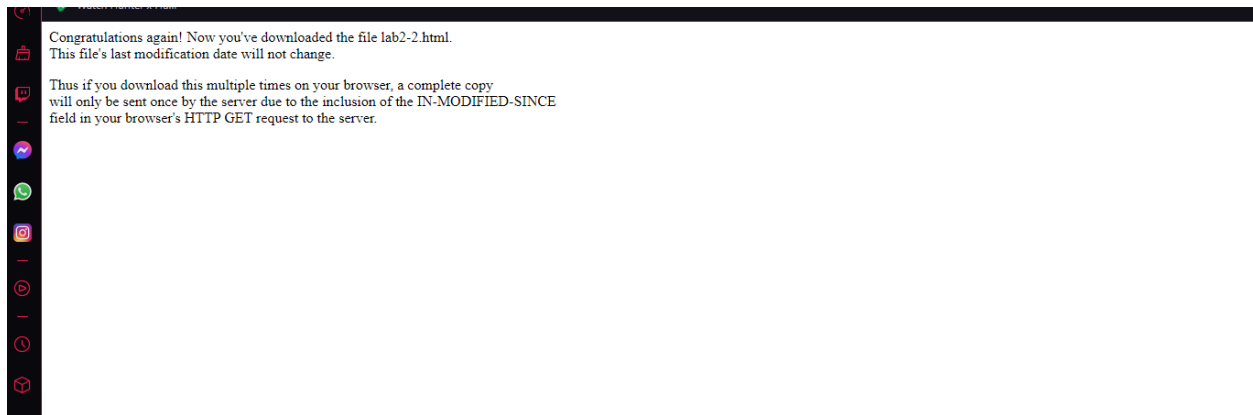 Congratulations again! Now you've downloaded the file lab2-2.html.
This file's last modification date will not change.
Thus if you download this multiple times on your browser, a complete copy
will only be sent once by the server due to the inclusion of the IN-MODIFIED-SINCE
field in your browser's HTTP GET request to the server.